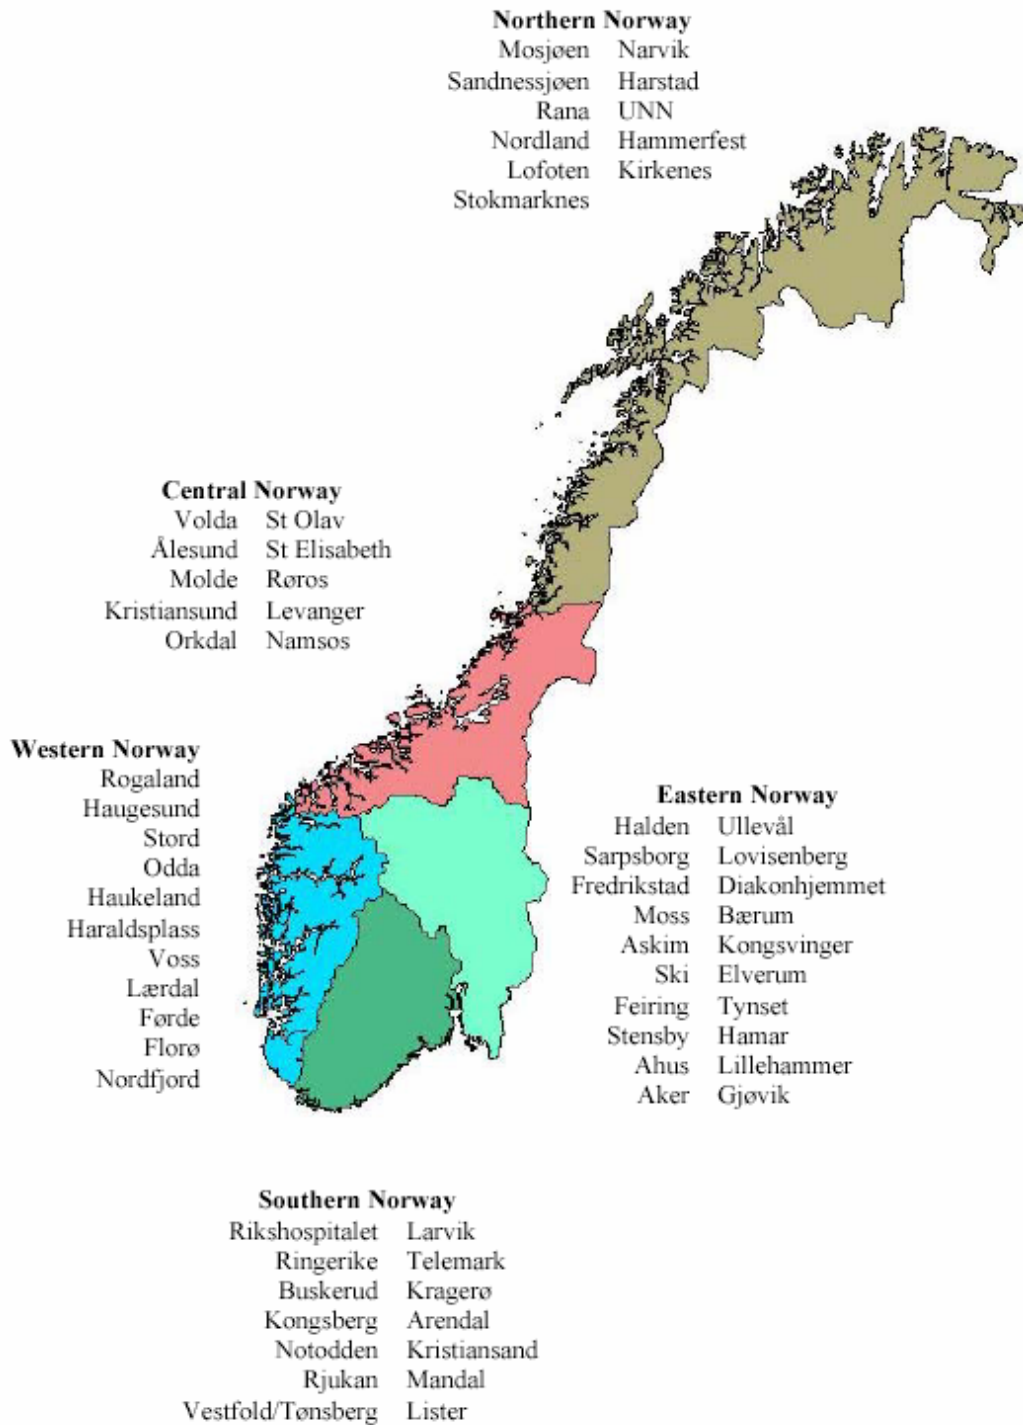 Northern Norway
Mosjøen Narvik
Sandnessjøen Harstad
Rana UNN
Nordland Hammerfest
Lofoten Kirkenes
Stokmarknes
Central Norway
Volda St Olav
Ålesund St Elisabeth
Molde Røros
Kristiansund Levanger
Orkdal Namsos
Western Norway
Rogaland
Haugesund
Stord
Odda
Haukeland
Haraldsplass
Voss
Lærdal
Førde
Florø
Nordfjord
Eastern Norway
Halden Ullevål
Sarpsborg Lovisenberg
Fredrikstad Diakonhjemmet
Moss Bærum
Askim Kongsvinger
Ski Elverum
Feiring Tynset
Stensby Hamar
Ahus Lillehammer
Aker Gjøvik
Southern Norway
Rikshospitalet Larvik
Ringerike Telemark
Buskerud Kragerø
Kongsberg Arendal
Notodden Kristiansand
Rjukan Mandal
Vestfold/Tønsberg Lister